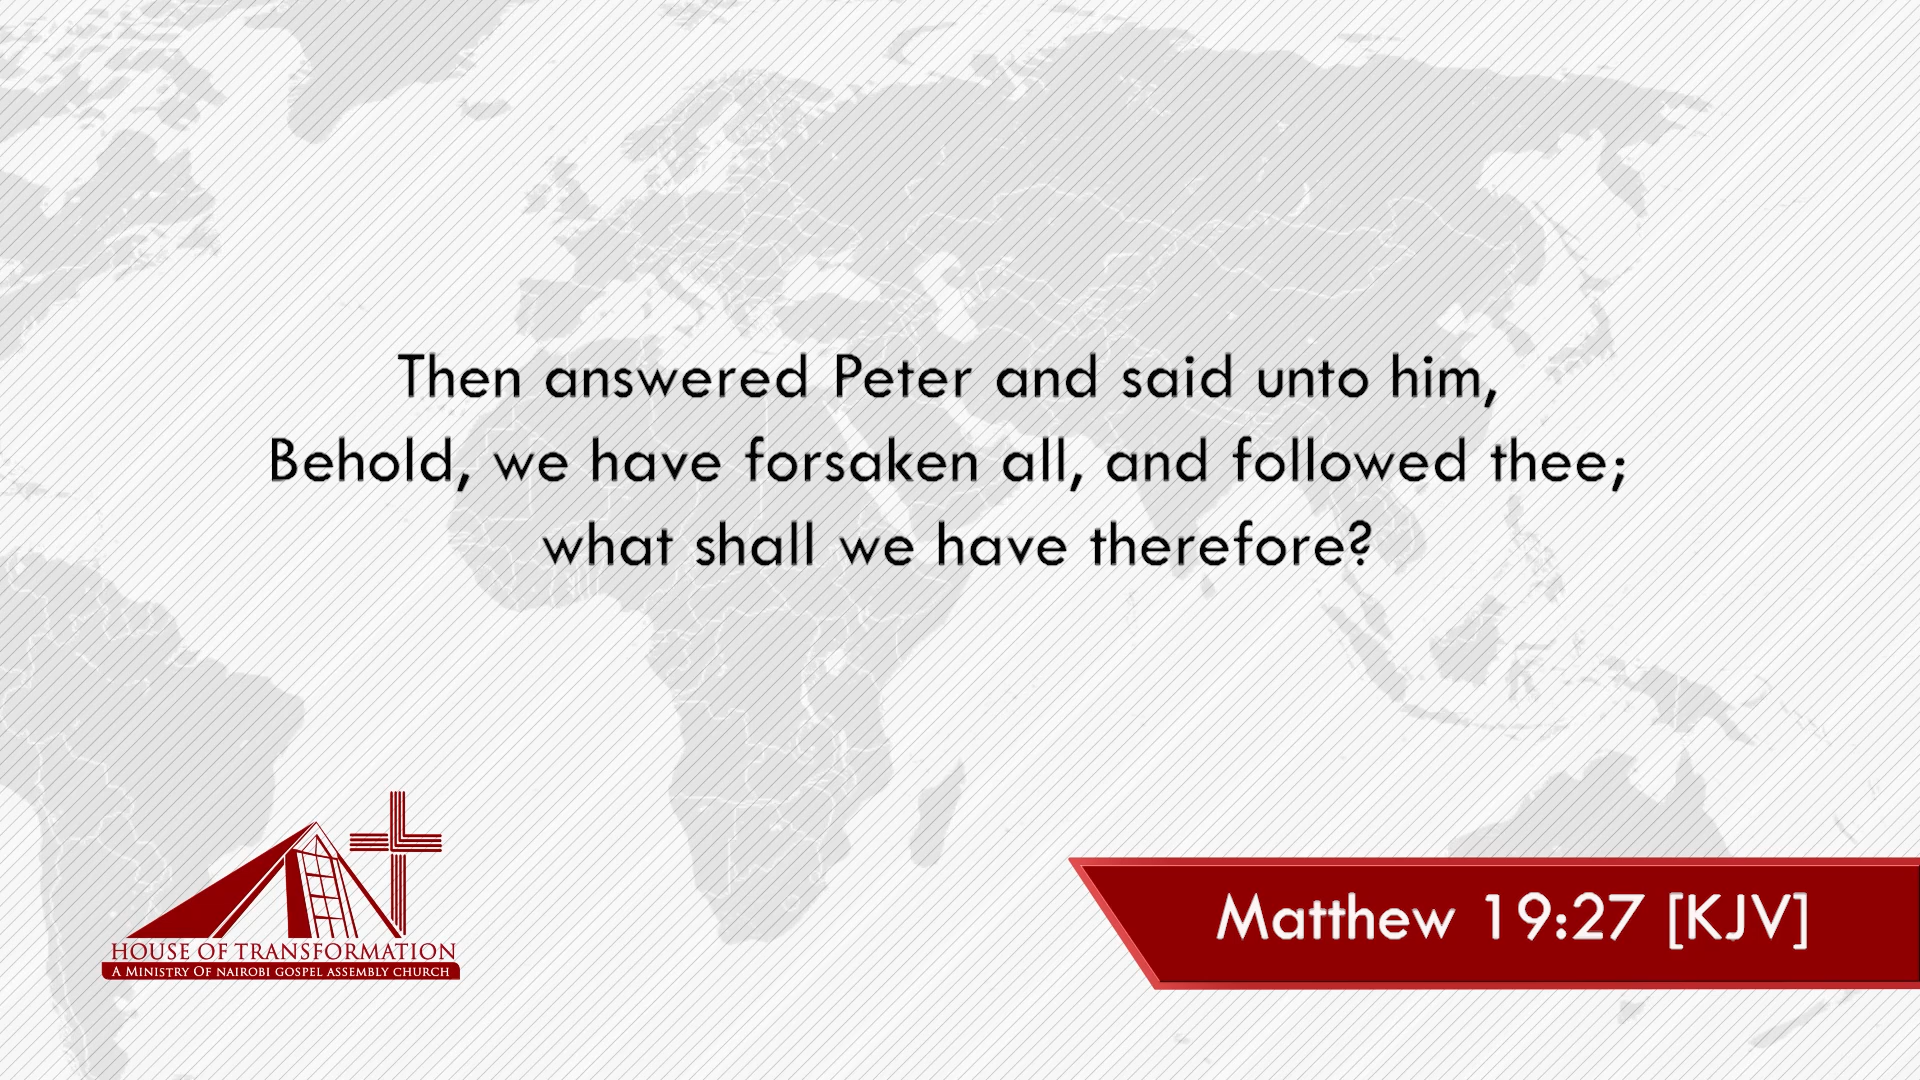 Then answered Peter and said unto him,
Behold, we have forsaken all, and followed thee;
what shall we have therefore?
HOUSE OF TRANSFORMATION
A MINISTRY OF NAIROBI GOSPEL ASSEMBLY CHURCH
Matthew 19:27 [KJV]